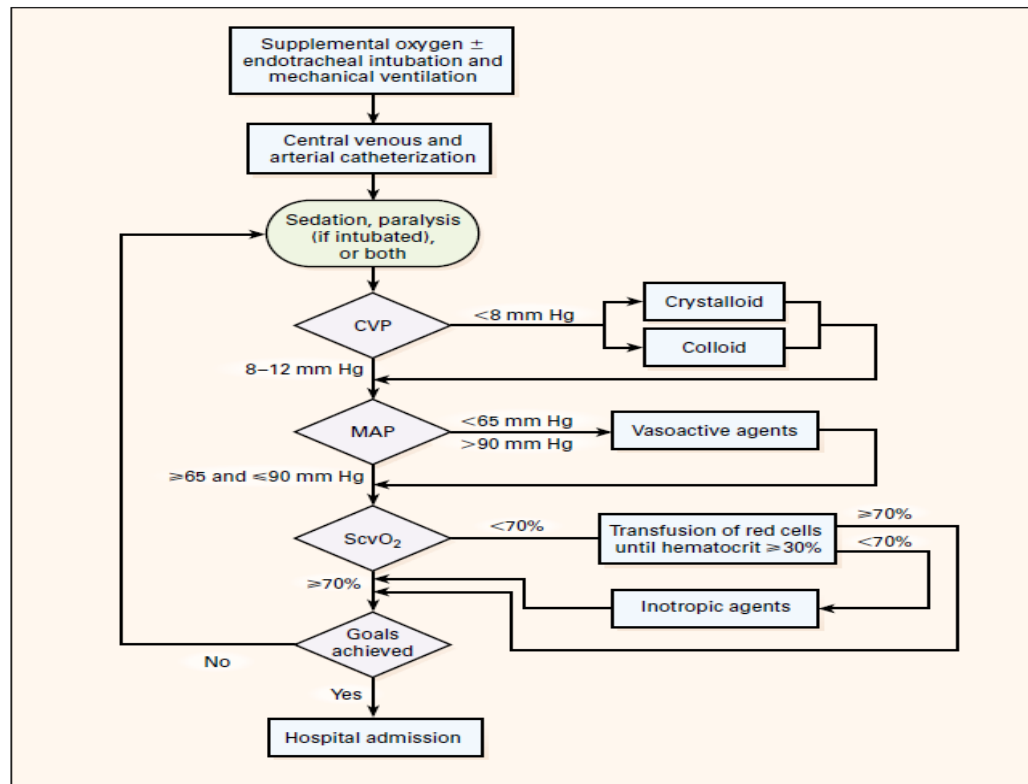 Supplemental oxygen ±
endotracheal intubation and
mechanical ventilation
Central venous and
arterial catheterization
Sedation, paralysis
(if intubated),
or both
CVP
<8 mm Hg
Crystalloid
Colloid
8–12 mm Hg
MAP
<65 mm Hg
>90 mm Hg
Vasoactive agents
≥65 and ≤90 mm Hg
ScvO₂
<70%
Transfusion of red cells
until hematocrit ≥30%
≥70%
<70%
≥70%
Inotropic agents
Goals
achieved
No
Yes
Hospital admission